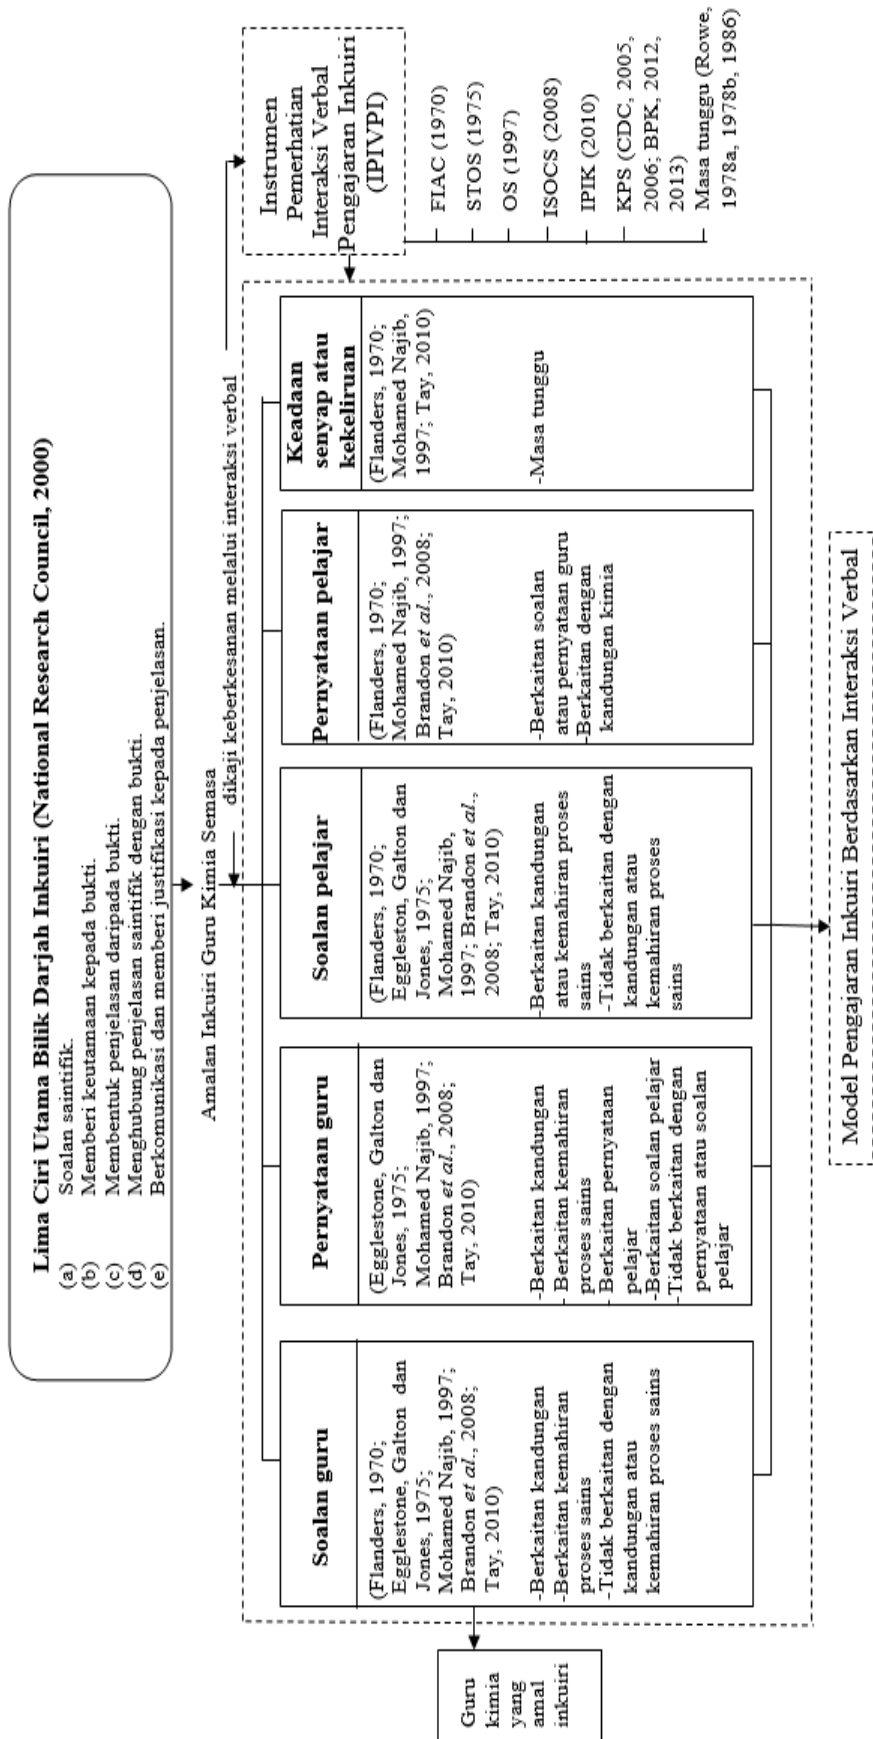 Lima Ciri Utama Bilik Darjah Inkuiri (National Research Council, 2000)
(a) Soalan saintifik.
(b) Memberi keutamaan kepada bukti.
(c) Membentuk penjelasan daripada bukti.
(d) Menghubung penjelasan saintifik dengan bukti.
(e) Berkomunikasi dan memberi justifikasi kepada penjelasan.
Amalan Inkuiri Guru Kimia Semasa
dikaji keberkesanan melalui interaksi verbal
Guru
kimia
yang
amal
inkuiri
Soalan guru
(Flanders, 1970;
Egglestone, Galton dan
Jones, 1975;
Mohamed Najib, 1997;
Brandon et al., 2008;
Tay, 2010)
-Berkaitan kandungan
-Berkaitan kemahiran
proses sains
-Tidak berkaitan dengan
kandungan atau
kemahiran proses sains
Pernyataan guru
(Egglestone, Galton dan
Jones, 1975;
Mohamed Najib, 1997;
Brandon et al., 2008;
Tay, 2010)
-Berkaitan kandungan
- Berkaitan kemahiran
proses sains
- Berkaitan pernyataan
pelajar
-Berkaitan soalan pelajar
-Tidak berkaitan dengan
pernyataan atau soalan
pelajar
Soalan pelajar
(Flanders, 1970;
Eggleston, Galton dan
Jones, 1975;
Mohamed Najib,
1997; Brandon et al.,
2008; Tay, 2010)
-Berkaitan kandungan
atau kemahiran proses
sains
-Tidak berkaitan dengan
kandungan atau
kemahiran proses
sains
Pernyataan pelajar
(Flanders, 1970;
Mohamed Najib, 1997;
Brandon et al., 2008;
Tay, 2010)
-Berkaitan soalan
atau pernyataan guru
-Berkaitan dengan
kandungan kimia
Keadaan
senyap atau
kekeliruan
(Flanders, 1970;
Mohamed Najib,
1997; Tay, 2010)
-Masa tunggu
Instrumen
Pemerhatian
Interaksi Verbal
Pengajaran Inkuiri
(IPIVPI)
FIAC (1970)
STOS (1975)
OS (1997)
ISOCS (2008)
IPIK (2010)
KPS (CDC, 2005,
2006; BPK, 2012,
2013)
Masa tunggu (Rowe,
1978a, 1978b, 1986)
Model Pengajaran Inkuiri Berdasarkan Interaksi Verbal